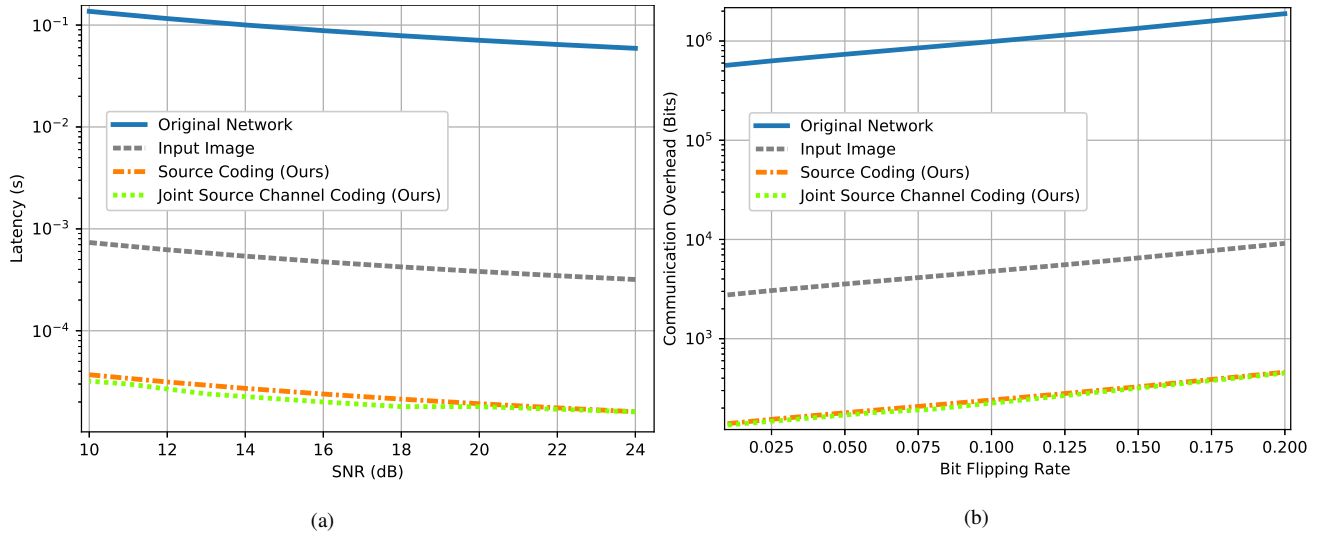 10^-1
10^-2
10^-3
10^-4
Latency (s)
Original Network
Input Image
Source Coding (Ours)
Joint Source Channel Coding (Ours)
10 12 14 16 18 20 22 24
SNR (dB)
(a)
10^6
10^5
10^4
10^3
Communication Overhead (Bits)
Original Network
Input Image
Source Coding (Ours)
Joint Source Channel Coding (Ours)
0.025 0.050 0.075 0.100 0.125 0.150 0.175 0.200
Bit Flipping Rate
(b)